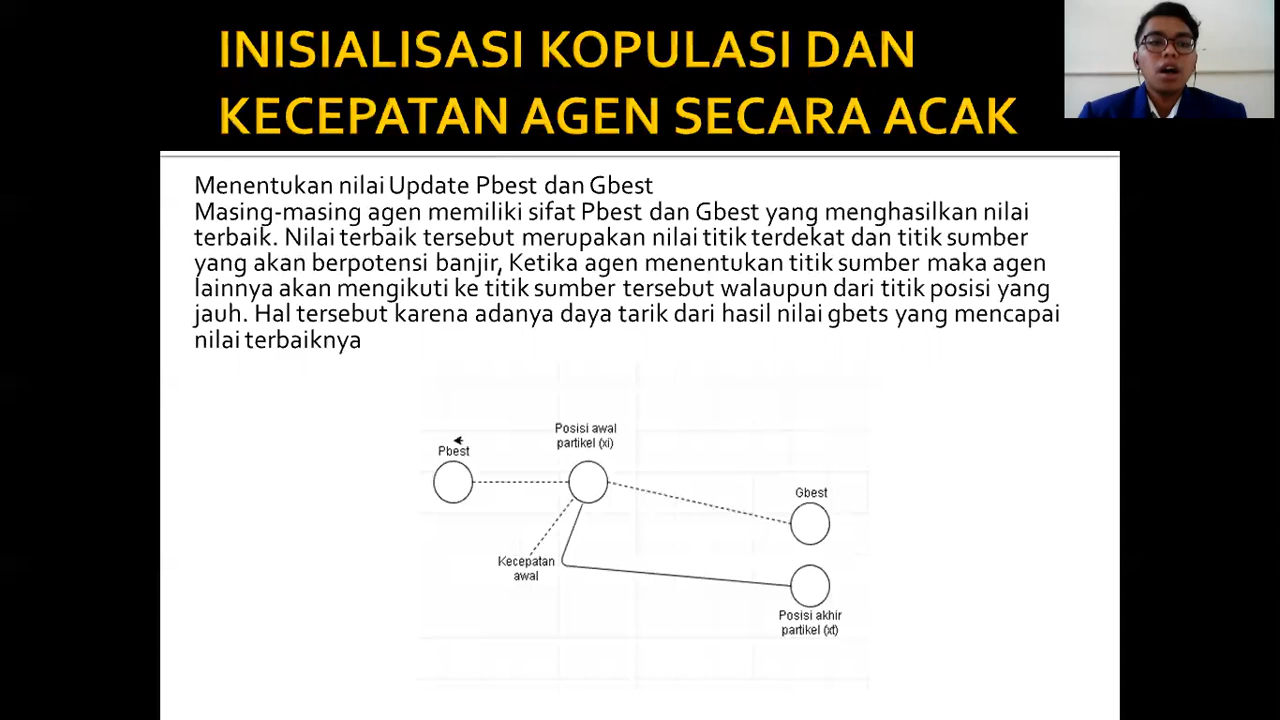 INISIALISASI KOPULASI DAN
KECEPATAN AGEN SECARA ACAK
Menentukan nilai Update Pbest dan Gbest
Masing-masing agen memiliki sifat Pbest dan Gbest yang menghasilkan nilai
terbaik. Nilai terbaik tersebut merupakan nilai titik terdekat dan titik sumber
yang akan berpotensi banjir, Ketika agen menentukan titik sumber maka agen
lainnya akan mengikuti ke titik sumber tersebut walaupun dari titik posisi yang
jauh. Hal tersebut karena adanya daya tarik dari hasil nilai gbets yang mencapai
nilai terbaiknya
Posisi awal
partikel (xi)
Pbest
Gbest
Kecepatan
awal
Posisi akhir
partikel (xt)